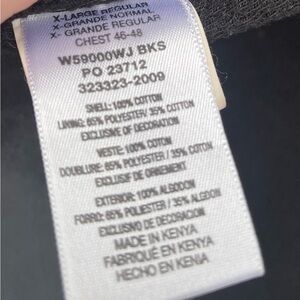 X-LARGE REGULAR
X-GRANDE NORMAL
X- GRANDE REGULAR
CHEST 46-48
W59000WJ BKS
PO 23712
323323-2009
SHELL: 100% COTTON
LINING: 65% POLYESTER/ 35% COTTON
EXCLUSIVE OF DECORATION
VESTE: 100% COTON
DOUBLURE: 65% POLYESTER / 35% COTON
EXCLUSIF DE ORNEMENT
EXTERIOR: 100% ALGODON
FORRO: 65% POLIESTER / 35% ALGODON
EXCLUSIVO DE DECORACION
MADE IN KENYA
FABRIQUE EN KENYA
HECHO EN KENIA